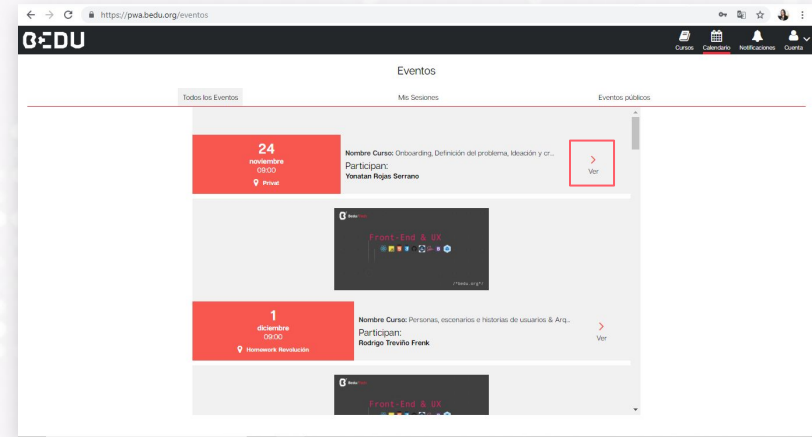 https://pwa.bedu.org/eventos
BEDU
Cursos
Calendario
Notificaciones
Cuenta
Eventos
Todos los Eventos
Mis Sesiones
Eventos públicos
24
noviembre
09:00
Privat
Nombre Curso: Onboarding, Definición del problema, Ideación y cr...
Participan:
Yonatan Rojas Serrano
Ver
Front-End & UX
/*bedu.org*/
1
diciembre
09:00
Homework Revolución
Nombre Curso: Personas, escenarios e historias de usuarios & Arq...
Participan:
Rodrigo Treviño Frenk
Ver
Front-End & UX